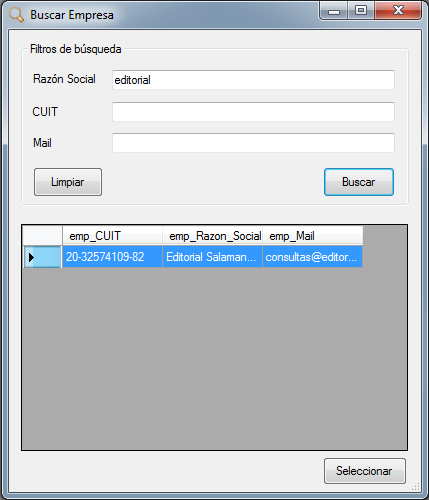 Buscar Empresa
Filtros de búsqueda
Razón Social editorial
CUIT
Mail
Limpiar Buscar
emp_CUIT emp_Razon_Social emp_Mail
20-32574109-82 Editorial Salaman... consultas@editor...
Seleccionar